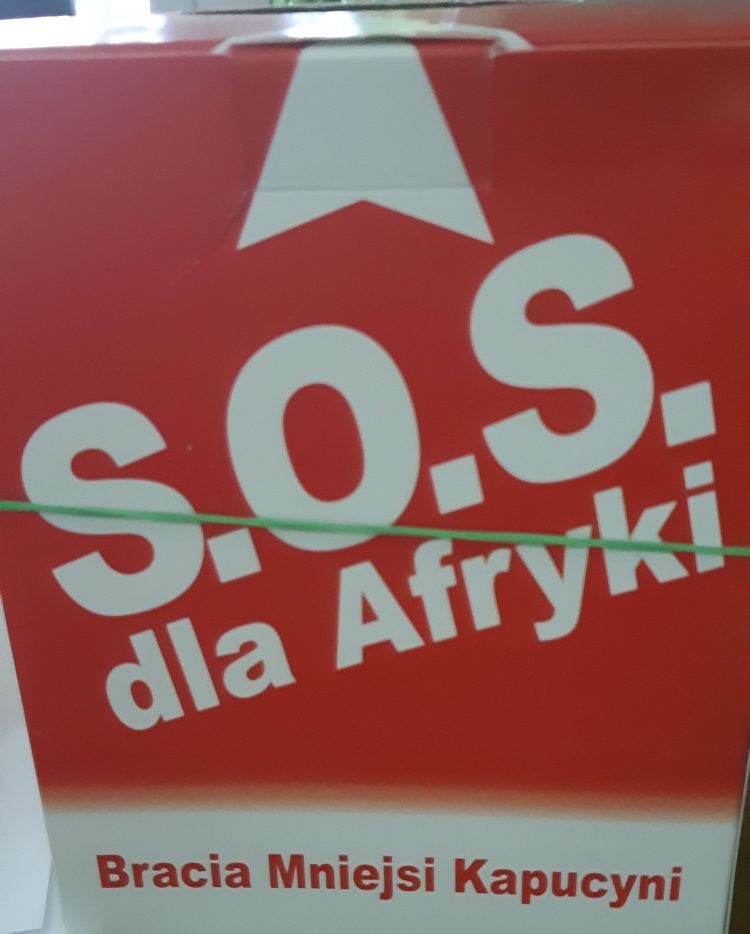 S.O.S.
dla Afryki
Bracia Mniejsi Kapucyni